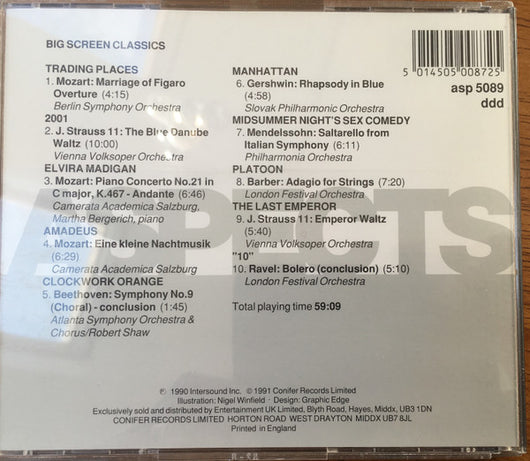 BIG SCREEN CLASSICS
TRADING PLACES
1. Mozart: Marriage of Figaro
Overture (4:15)
Berlin Symphony Orchestra
2001
2. J. Strauss 11: The Blue Danube
Waltz (10:00)
Vienna Volksoper Orchestra
ELVIRA MADIGAN
3. Mozart: Piano Concerto No.21 in
C major, K.467 - Andante (6:46)
Camerata Academica Salzburg,
Martha Bergerich, piano
AMADEUS
4. Mozart: Eine kleine Nachtmusik
(6:29)
Camerata Academica Salzburg
CLOCKWORK ORANGE
5. Beethoven: Symphony No.9
(Choral) - conclusion (1:45)
Atlanta Symphony Orchestra &
Chorus/Robert Shaw
MANHATTAN
6. Gershwin: Rhapsody in Blue
(4:58)
Slovak Philharmonic Orchestra
MIDSUMMER NIGHT'S SEX COMEDY
7. Mendelssohn: Saltarello from
Italian Symphony (6:11)
Philharmonia Orchestra
PLATOON
8. Barber: Adagio for Strings (7:20)
London Festival Orchestra
THE LAST EMPEROR
9. J. Strauss 11: Emperor Waltz
(5:40)
Vienna Volksoper Orchestra
"10"
10. Ravel: Bolero (conclusion) (5:10)
London Festival Orchestra
Total playing time 59:09
5 014505 008725
asp 5089
ddd
ASPECTS
℗ 1990 Intersound Inc. © 1991 Conifer Records Limited
Illustration: Nigel Winfield · Design: Graphic Edge
Exclusively sold and distributed by Entertainment UK Limited, Blyth Road, Hayes, Middx, UB3 1DN
CONIFER RECORDS LIMITED HORTON ROAD WEST DRAYTON MIDDX UB7 8JL
Printed in England